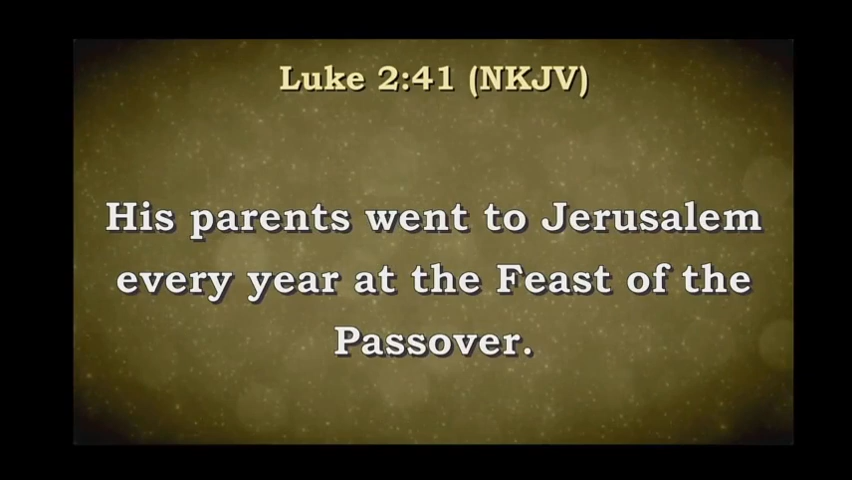 Luke 2:41 (NKJV)
His parents went to Jerusalem
every year at the Feast of the
Passover.